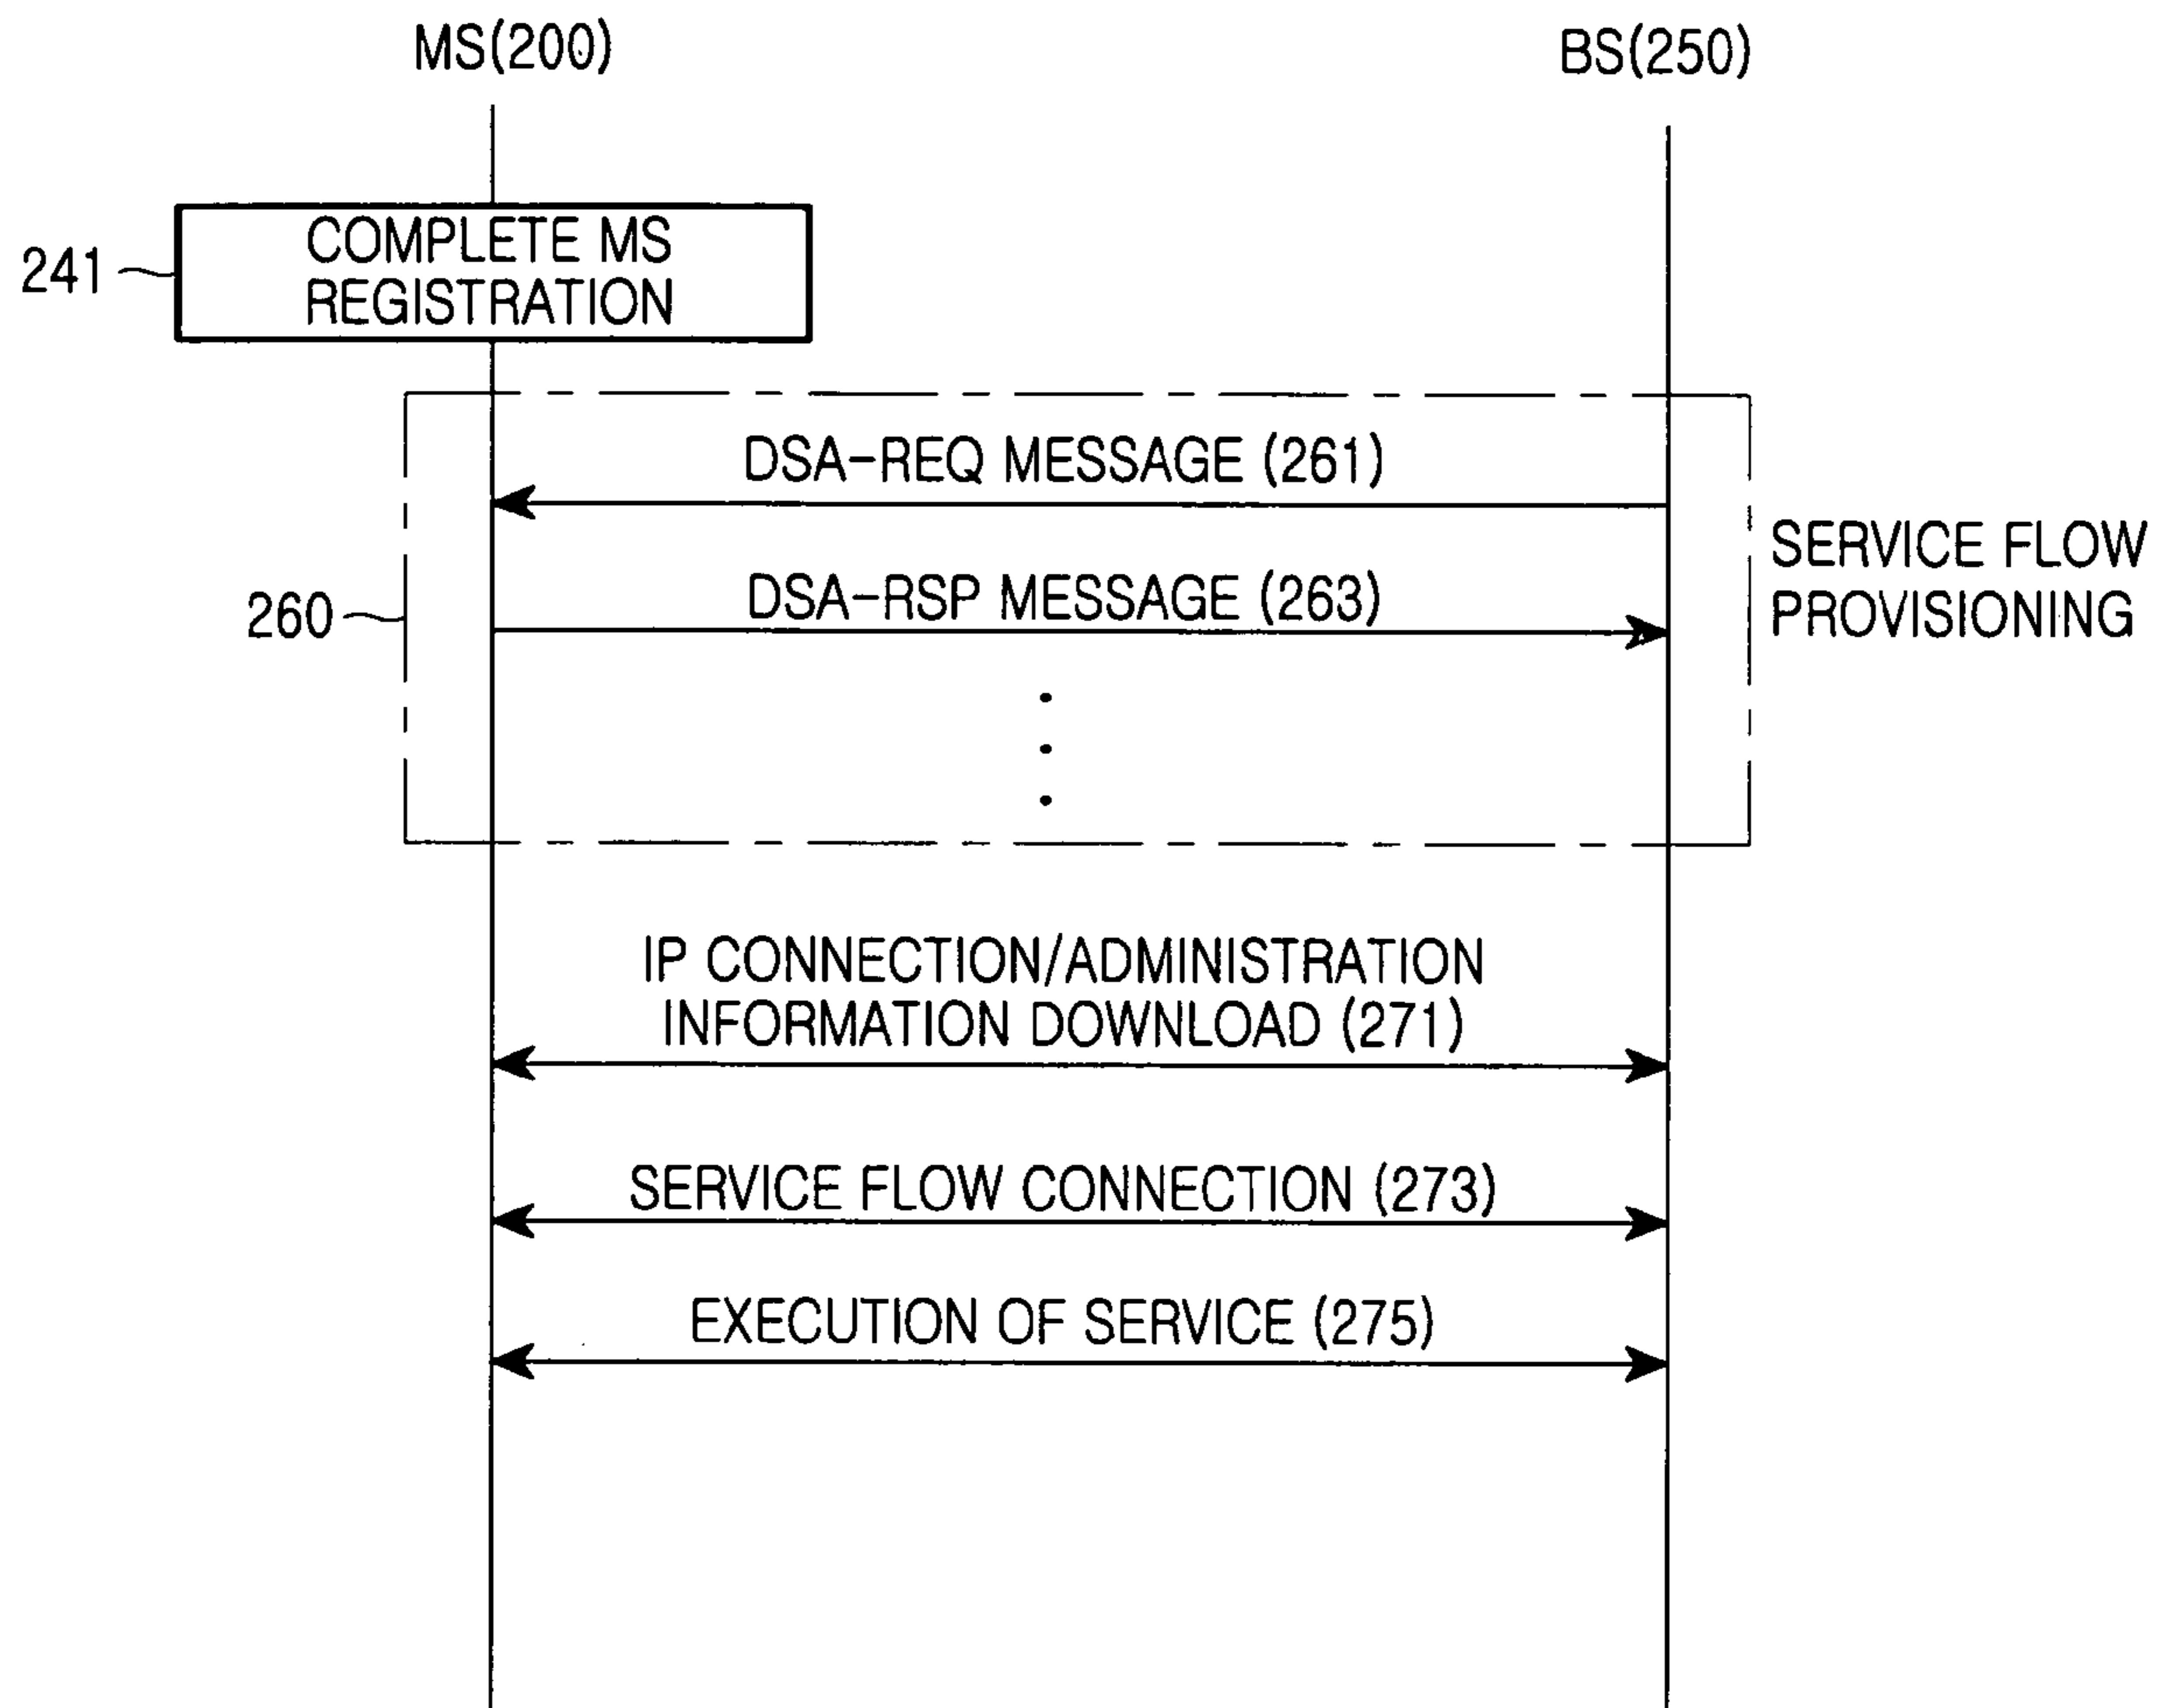 MS(200)
BS(250)
241
COMPLETE MS
REGISTRATION
DSA-REQ MESSAGE (261)
SERVICE FLOW
PROVISIONING
260
DSA-RSP MESSAGE (263)
IP CONNECTION/ADMINISTRATION
INFORMATION DOWNLOAD (271)
SERVICE FLOW CONNECTION (273)
EXECUTION OF SERVICE (275)